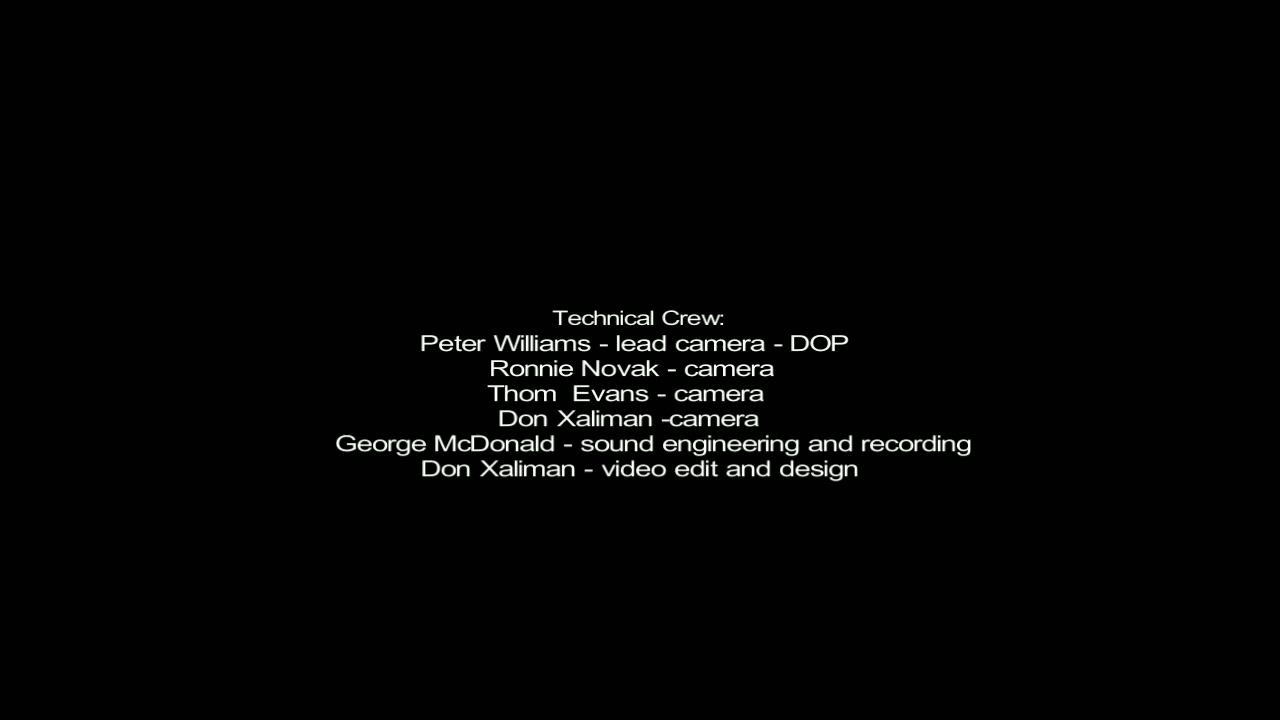 Technical Crew:
Peter Williams - lead camera - DOP
Ronnie Novak - camera
Thom  Evans - camera
Don Xaliman -camera
George McDonald - sound engineering and recording
Don Xaliman - video edit and design